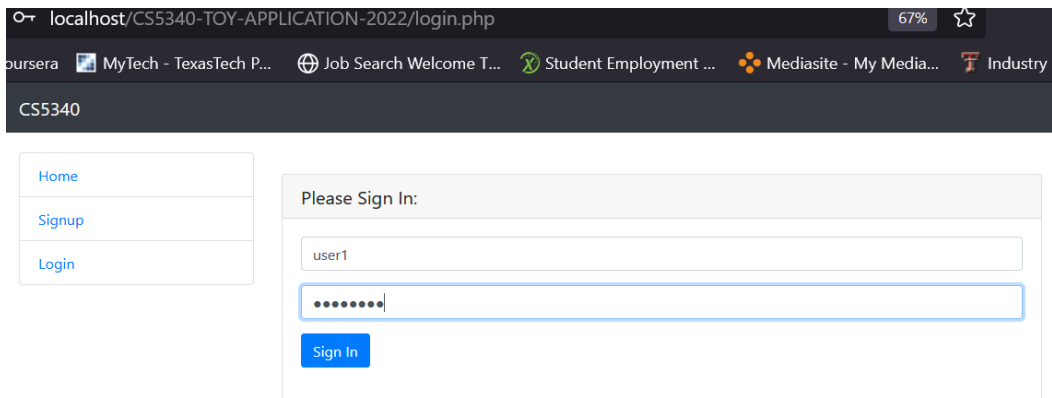 localhost/CS5340-TOY-APPLICATION-2022/login.php 67%
oursera MyTech - TexasTech P... Job Search Welcome T... Student Employment ... Mediasite - My Media... Industry
CS5340
Home
Signup
Login
Please Sign In:
user1
••••••••
Sign In